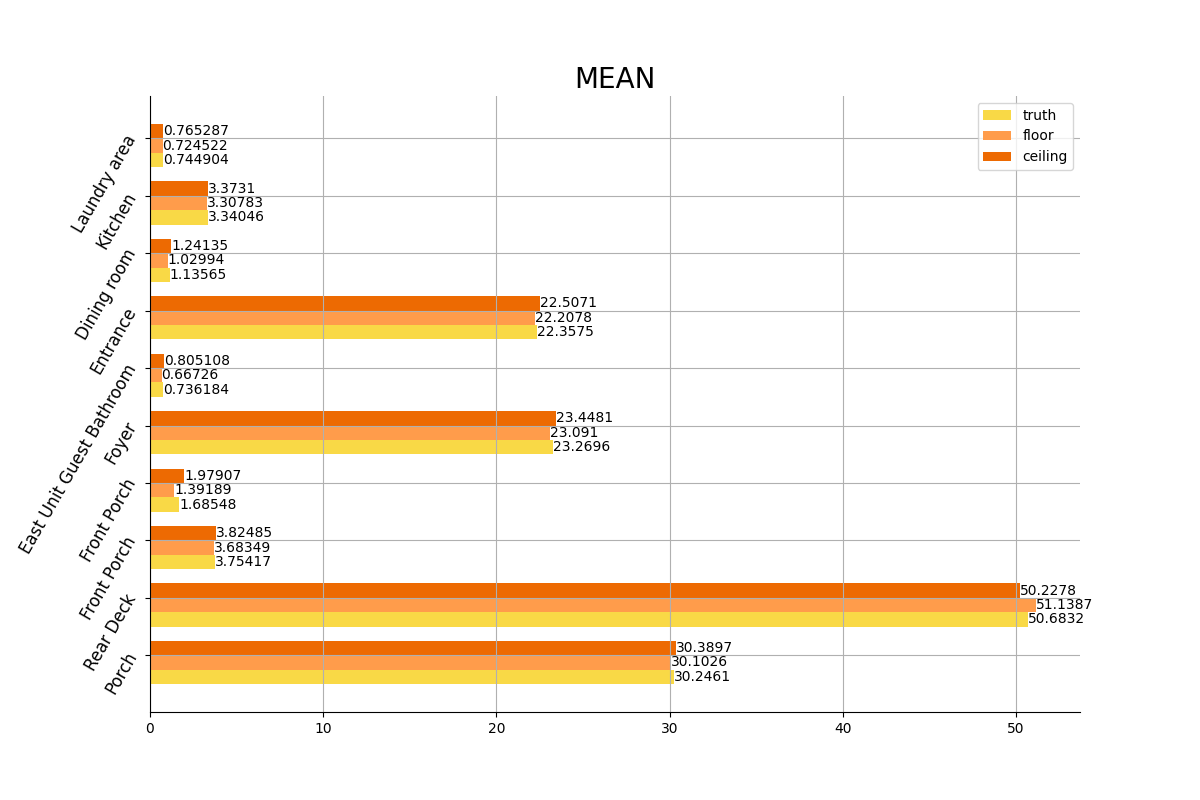 MEAN
truth
floor
ceiling
Laundry area
0.765287
0.724522
0.744904
Kitchen
3.3731
3.30783
3.34046
Dining room
1.24135
1.02994
1.13565
Entrance
22.5071
22.2078
22.3575
East Unit Guest Bathroom
0.805108
0.66726
0.736184
Foyer
23.4481
23.091
23.2696
Front Porch
1.97907
1.39189
1.68548
Front Porch
3.82485
3.68349
3.75417
Rear Deck
50.2278
51.1387
50.6832
Porch
30.3897
30.1026
30.2461
0 10 20 30 40 50